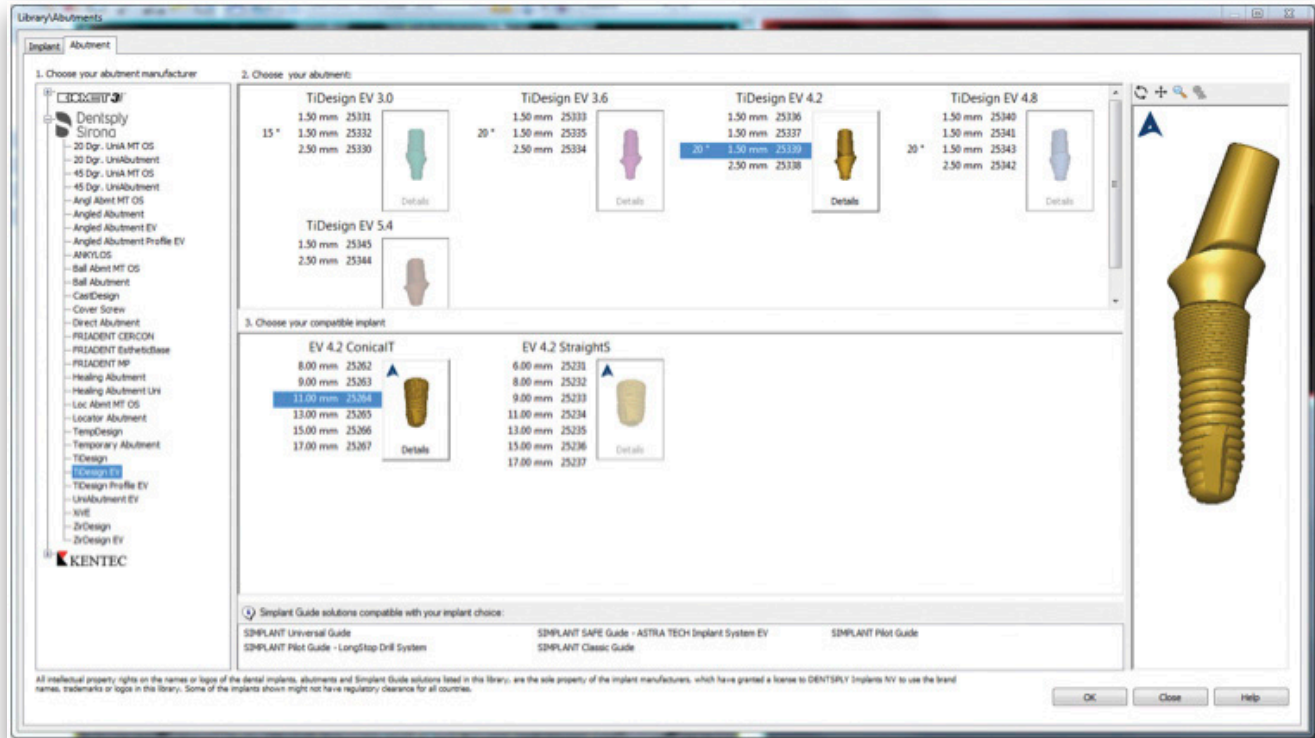 Library\Abutments
Implant Abutment
1. Choose your abutment manufacturer
BIOMET 3i
Dentsply
Sirona
20 Dgr. UniA MT OS
20 Dgr. UniAbutment
45 Dgr. UniA MT OS
45 Dgr. UniAbutment
Angl Abmt MT OS
Angled Abutment
Angled Abutment EV
Angled Abutment Profile EV
ANKYLOS
Ball Abmt MT OS
Ball Abutment
CastDesign
Cover Screw
Direct Abutment
FRIADENT CERCON
FRIADENT EstheticBase
FRIADENT MP
Healing Abutment
Healing Abutment Uni
Loc Abmt MT OS
Locator Abutment
TempDesign
Temporary Abutment
TiDesign
TiDesign EV
TiDesign Profile EV
UniAbutment EV
XiVE
ZirDesign
ZirDesign EV
KENTEC
2. Choose your abutment:
TiDesign EV 3.0
1.50 mm 25331
15 ° 1.50 mm 25332
2.50 mm 25330
Details
TiDesign EV 3.6
1.50 mm 25333
20 ° 1.50 mm 25335
2.50 mm 25334
Details
TiDesign EV 4.2
1.50 mm 25336
1.50 mm 25337
20 ° 1.50 mm 25339
2.50 mm 25338
Details
TiDesign EV 4.8
1.50 mm 25340
1.50 mm 25341
20 ° 1.50 mm 25343
2.50 mm 25342
Details
TiDesign EV 5.4
1.50 mm 25345
2.50 mm 25344
3. Choose your compatible implant
EV 4.2 ConicalT
8.00 mm 25262
9.00 mm 25263
11.00 mm 25264
13.00 mm 25265
15.00 mm 25266
17.00 mm 25267
Details
EV 4.2 StraightS
6.00 mm 25231
8.00 mm 25232
9.00 mm 25233
11.00 mm 25234
13.00 mm 25235
15.00 mm 25236
17.00 mm 25237
Details
Simplant Guide solutions compatible with your implant choice:
SIMPLANT Universal Guide SIMPLANT SAFE Guide - ASTRA TECH Implant System EV SIMPLANT Pilot Guide
SIMPLANT Pilot Guide - LongStop Drill System SIMPLANT Classic Guide
All intellectual property rights on the names or logos of the dental implants, abutments and Simplant Guide solutions listed in this library, are the sole property of the implant manufacturers, which have granted a license to DENTSPLY Implants NV to use the brand
names, trademarks or logos in this library. Some of the implants shown might not have regulatory clearance for all countries.
OK Close Help